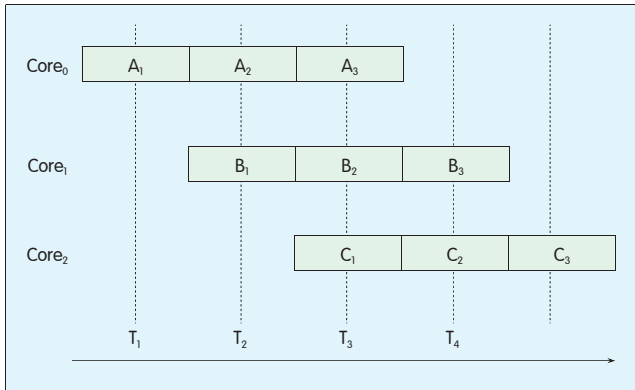 Core₀ A₁ A₂ A₃
Core₁ B₁ B₂ B₃
Core₂ C₁ C₂ C₃
T₁ T₂ T₃ T₄